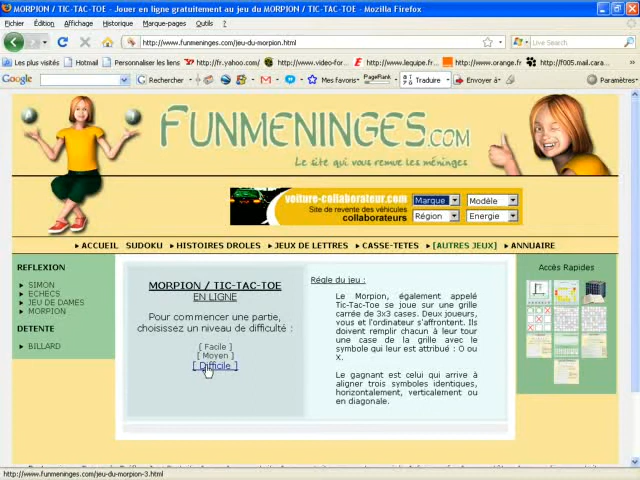 MORPION / TIC-TAC-TOE - Jouer en ligne gratuitement au jeu du MORPION / TIC-TAC-TOE - Mozilla Firefox
Fichier Édition Affichage Historique Marque-pages Outils ?
http://www.funmeninges.com/jeu-du-morpion.html
Live Search
Les plus visités Hotmail Personnaliser les liens http://fr.yahoo.com/ http://www.video-for... http://www.lequipe.fr... http://www.orange.fr http://f005.mail.cara...
Google Rechercher Mes favoris PageRank Traduire Envoyer à Paramètres
FUNMENINGES.COM
Le site qui vous remue les méninges
voiture-collaborateur.com
Site de revente des véhicules
collaborateurs
Marque Modèle
Région Energie
ACCUEIL SUDOKU HISTOIRES DROLES JEUX DE LETTRES CASSE-TETES [AUTRES JEUX] ANNUAIRE
REFLEXION
SIMON
ECHECS
JEU DE DAMES
MORPION
DETENTE
BILLARD
MORPION / TIC-TAC-TOE
EN LIGNE
Pour commencer une partie,
choisissez un niveau de difficulté :
[ Facile ]
[ Moyen ]
[ Difficile ]
Régle du jeu :
Le Morpion, également appelé
Tic-Tac-Toe se joue sur une grille
carrée de 3x3 cases. Deux joueurs,
vous et l'ordinateur s'affrontent. Ils
doivent remplir chacun à leur tour
une case de la grille avec le
symbole qui leur est attribué : O ou
X.
Le gagnant est celui qui arrive à
aligner trois symboles identiques,
horizontalement, verticalement ou
en diagonale.
Accès Rapides
http://www.funmeninges.com/jeu-du-morpion-3.html